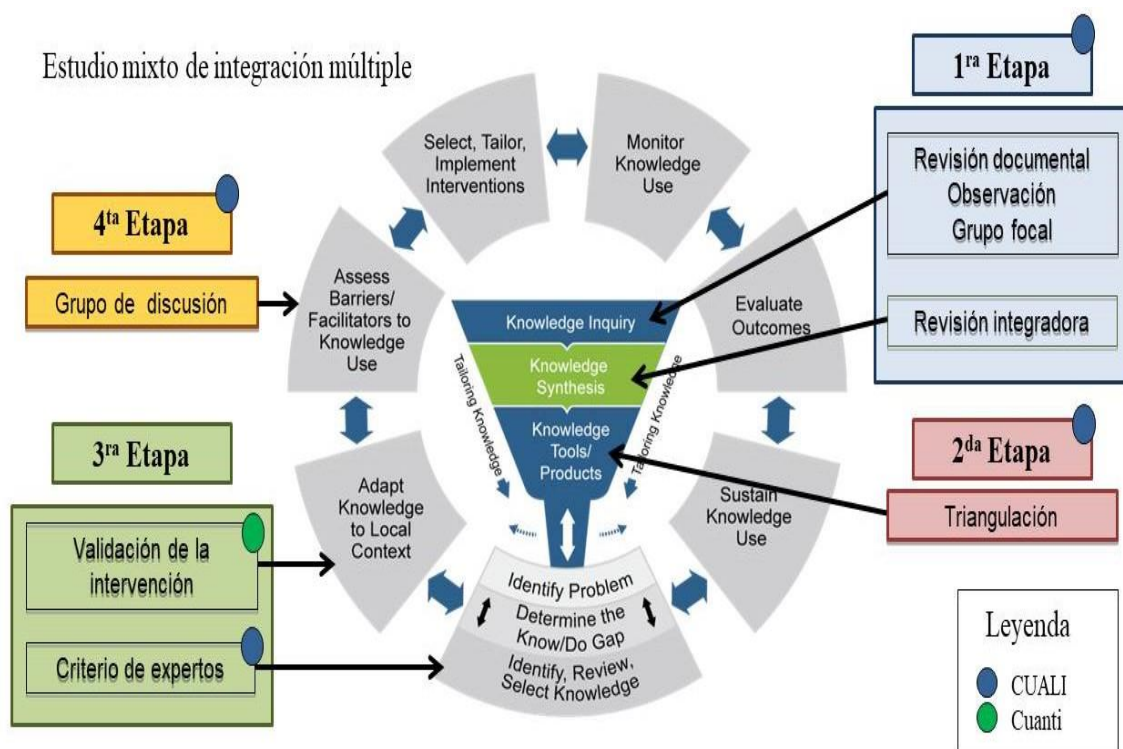 Estudio mixto de integración múltiple
1ra Etapa
Revisión documental
Observación
Grupo focal
Revisión integradora
2da Etapa
Triangulación
4ta Etapa
Grupo de discusión
3ra Etapa
Validación de la
intervención
Criterio de expertos
Select, Tailor,
Implement
Interventions
Monitor
Knowledge
Use
Assess
Barriers/
Facilitators to
Knowledge
Use
Evaluate
Outcomes
Adapt
Knowledge
to Local
Context
Sustain
Knowledge
Use
Knowledge Inquiry
Knowledge
Synthesis
Knowledge
Tools/
Products
Tailoring Knowledge
Tailoring Knowledge
Identify Problem
Determine the
Know/Do Gap
Identify, Review,
Select Knowledge
Leyenda
CUALI
Cuanti